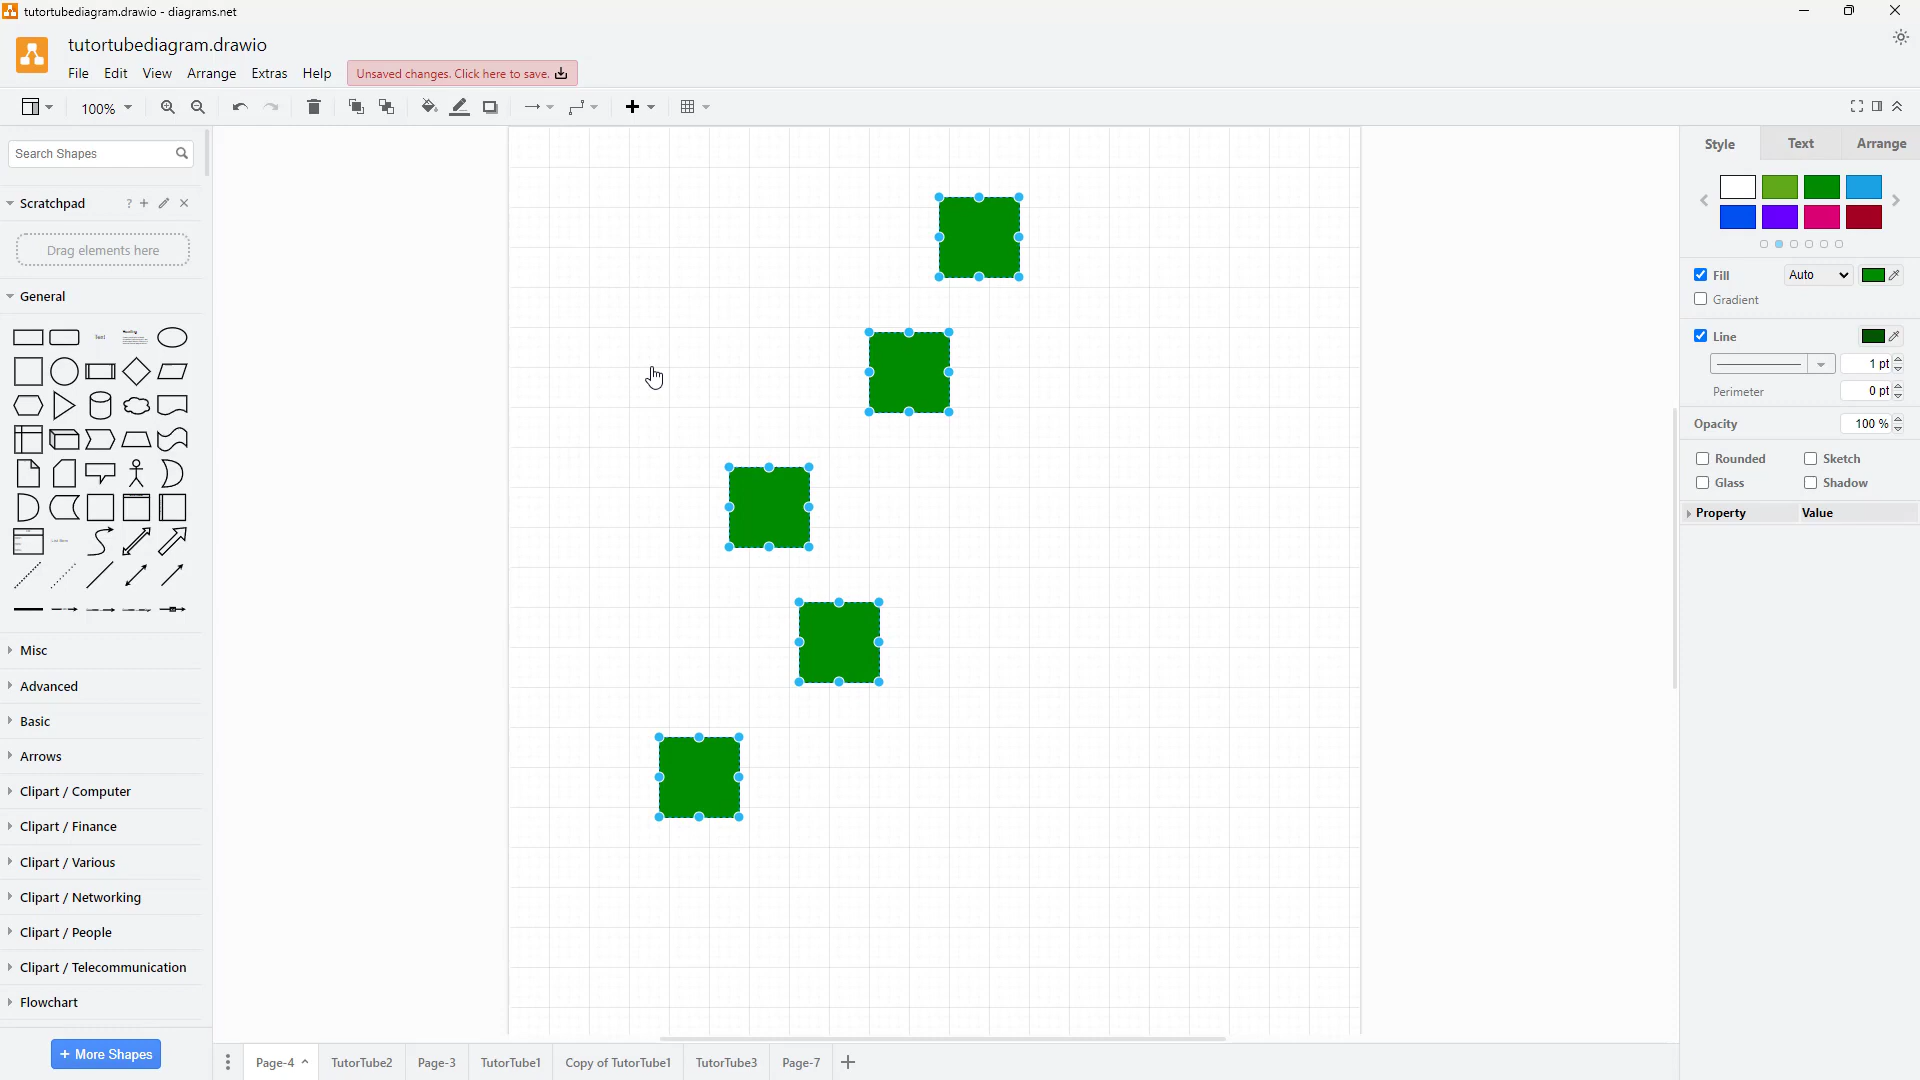 tutortubediagram.drawio - diagrams.net
tutortubediagram.drawio
File Edit View Arrange Extras Help Unsaved changes. Click here to save.
100%
Search Shapes
Scratchpad ? + 
Drag elements here
General
Text
Heading
List Item
Misc
Advanced
Basic
Arrows
Clipart / Computer
Clipart / Finance
Clipart / Various
Clipart / Networking
Clipart / People
Clipart / Telecommunication
Flowchart
+ More Shapes
Page-4 TutorTube2 Page-3 TutorTube1 Copy of TutorTube1 TutorTube3 Page-7
Style Text Arrange
Fill Auto
Gradient
Line
1 pt
Perimeter 0 pt
Opacity 100 %
Rounded Sketch
Glass Shadow
Property Value